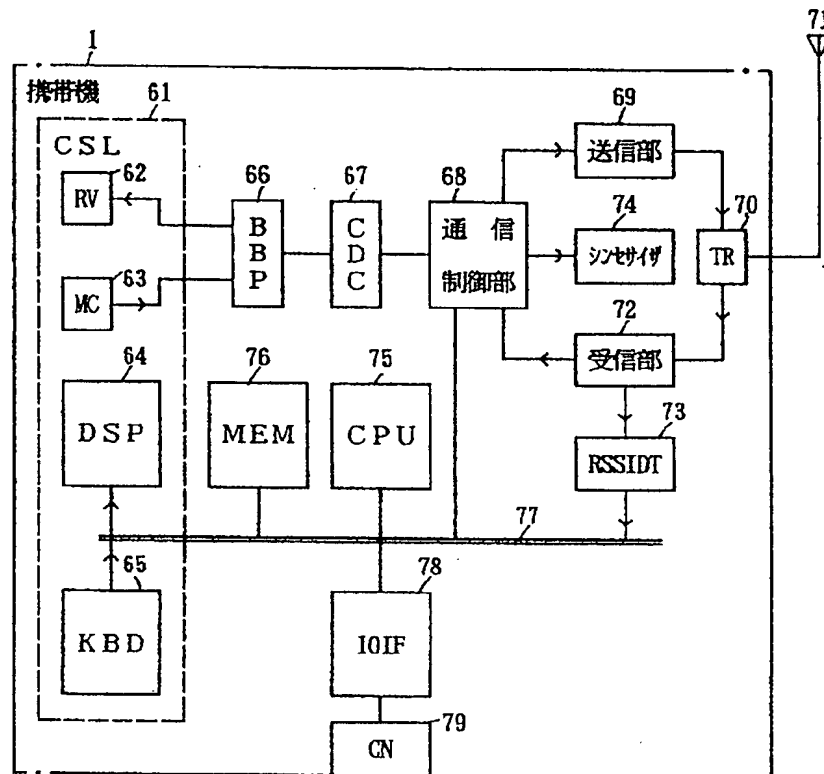 71
1
携帯機
61
69
CSL
送信部
62
66
67
68
RV
74
70
BBP
CDC
通信制御部
シンセサイザ
TR
63
MC
72
受信部
64
76
75
73
DSP
MEM
CPU
RSSIDT
77
65
78
KBD
IOIF
79
CN